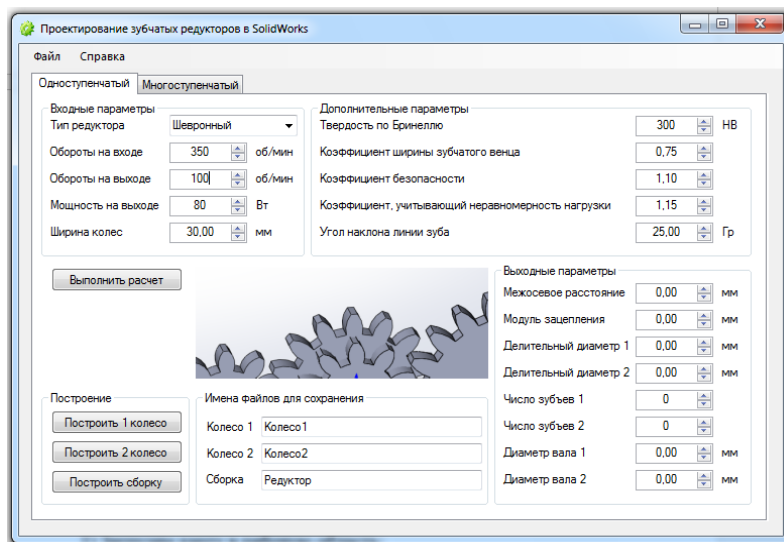 Проектирование зубчатых редукторов в SolidWorks
Файл Справка
Одноступенчатый Многоступенчатый
Входные параметры
Тип редуктора Шевронный
Обороты на входе 350 об/мин
Обороты на выходе 100 об/мин
Мощность на выходе 80 Вт
Ширина колес 30,00 мм
Дополнительные параметры
Твердость по Бринеллю 300 HB
Коэффициент ширины зубчатого венца 0,75
Коэффициент безопасности 1,10
Коэффициент, учитывающий неравномерность нагрузки 1,15
Угол наклона линии зуба 25,00 Гр
Выполнить расчет
Выходные параметры
Межосевое расстояние 0,00 мм
Модуль зацепления 0,00 мм
Делительный диаметр 1 0,00 мм
Делительный диаметр 2 0,00 мм
Число зубъев 1 0
Число зубъев 2 0
Диаметр вала 1 0,00 мм
Диаметр вала 2 0,00 мм
Построение
Построить 1 колесо
Построить 2 колесо
Построить сборку
Имена файлов для сохранения
Колесо 1 Колесо1
Колесо 2 Колесо2
Сборка Редуктор